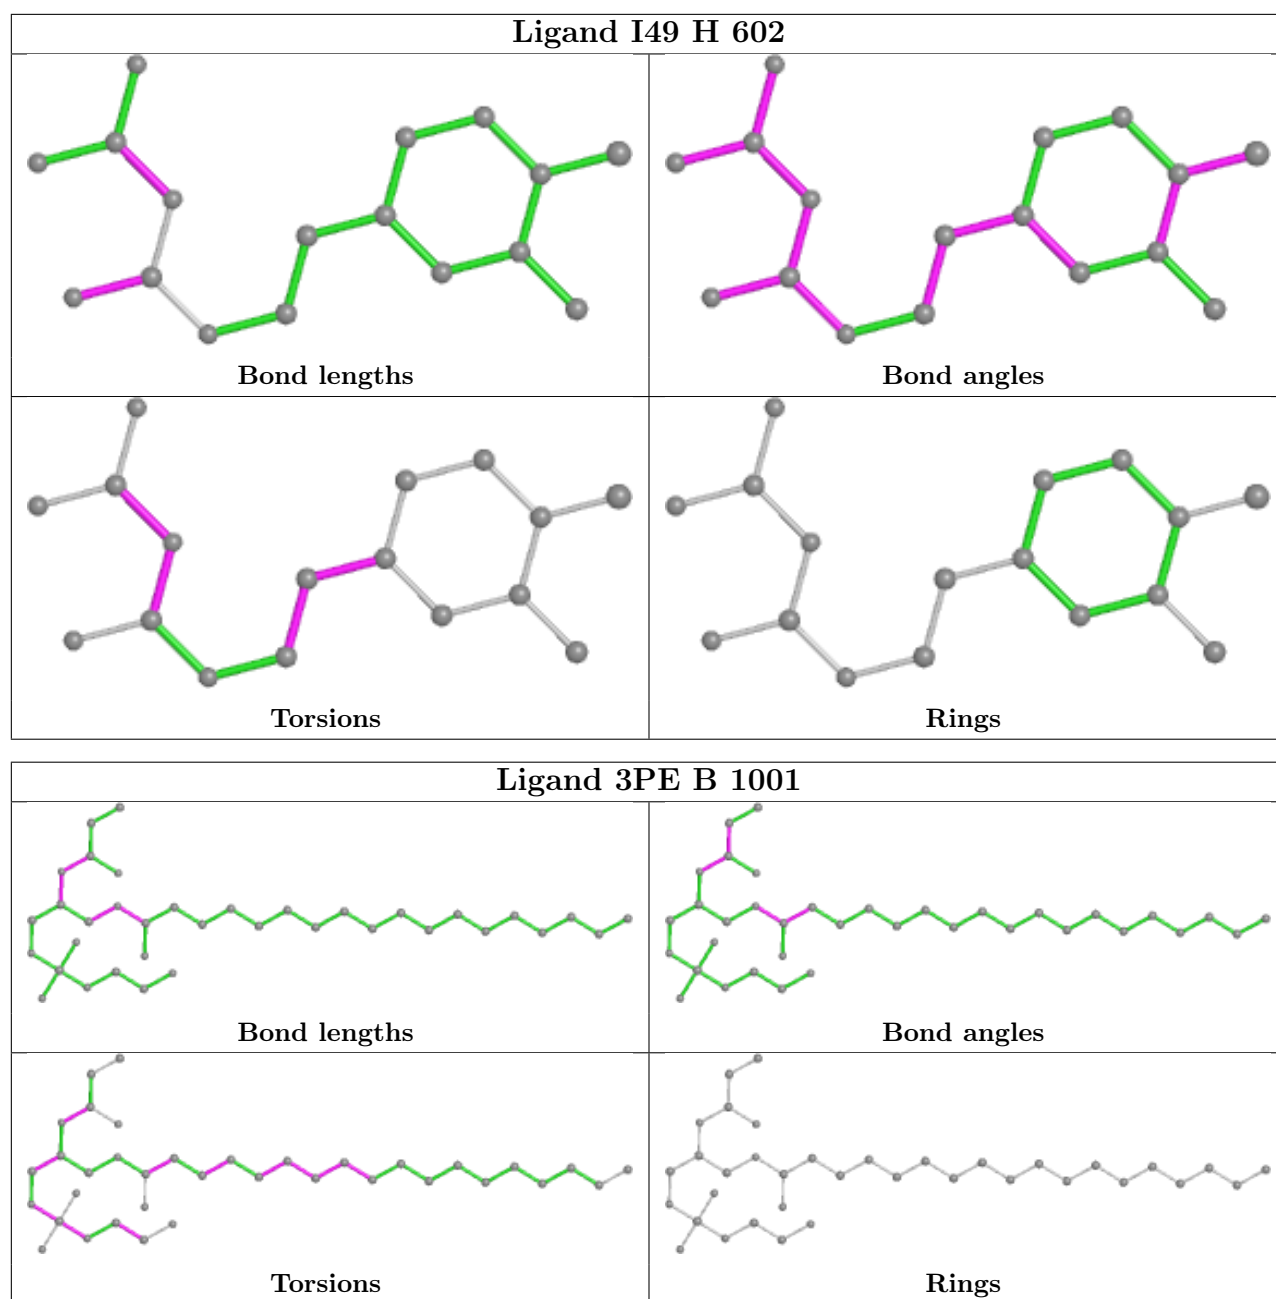 Ligand I49 H 602
Bond lengths
Bond angles
Torsions
Rings
Ligand 3PE B 1001
Bond lengths
Bond angles
Torsions
Rings